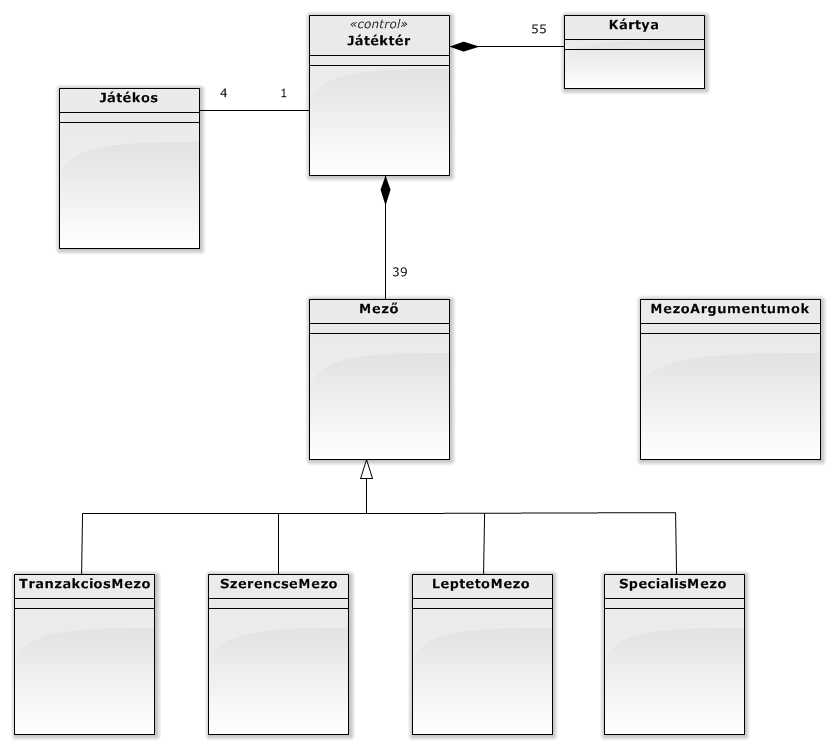 «control»
Játéktér
55
Kártya
Játékos
4
1
39
Mező
MezoArgumentumok
TranzakciosMezo
SzerencseMezo
LeptetoMezo
SpecialisMezo